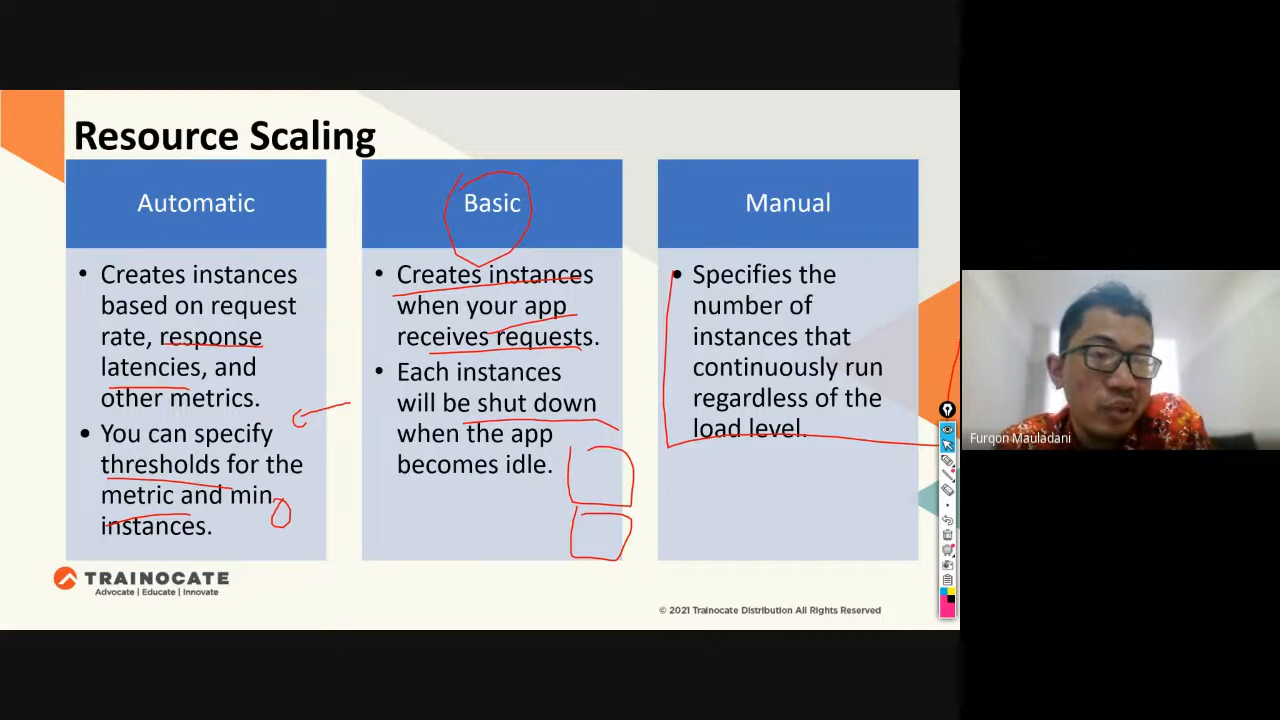 Resource Scaling
Automatic
Basic
Manual
• Creates instances
based on request
rate, response
latencies, and
other metrics.
• You can specify
thresholds for the
metric and min
instances.
• Creates instances
when your app
receives requests.
• Each instances
will be shut down
when the app
becomes idle.
• Specifies the
number of
instances that
continuously run
regardless of the
load level.
0
TRAINOCATE
Advocate | Educate | Innovate
© 2021 Trainocate Distribution All Rights Reserved
Furqon Mauladani